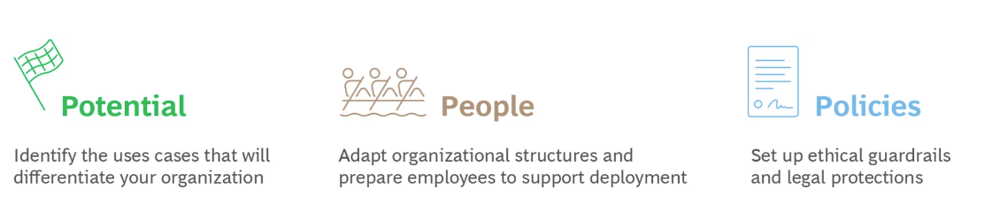 Potential
Identify the uses cases that will
differentiate your organization
People
Adapt organizational structures and
prepare employees to support deployment
Policies
Set up ethical guardrails
and legal protections